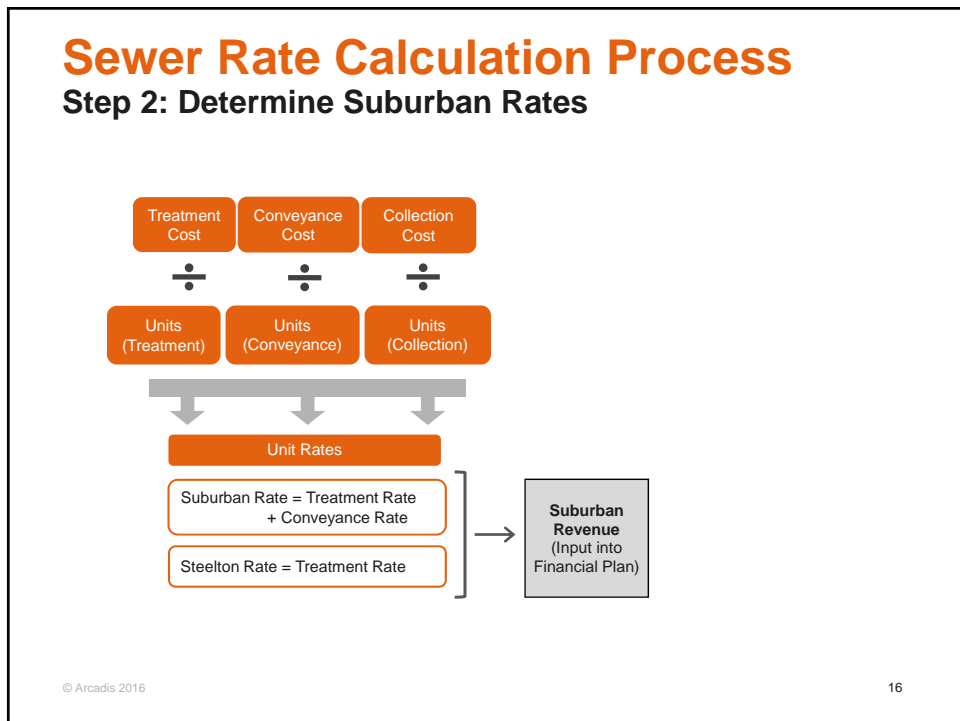 Sewer Rate Calculation Process
Step 2: Determine Suburban Rates
Treatment
Cost
Conveyance
Cost
Collection
Cost
÷ ÷ ÷
Units
(Treatment)
Units
(Conveyance)
Units
(Collection)
Unit Rates
Suburban Rate = Treatment Rate
+ Conveyance Rate
Steelton Rate = Treatment Rate
Suburban
Revenue
(Input into
Financial Plan)
© Arcadis 2016
16